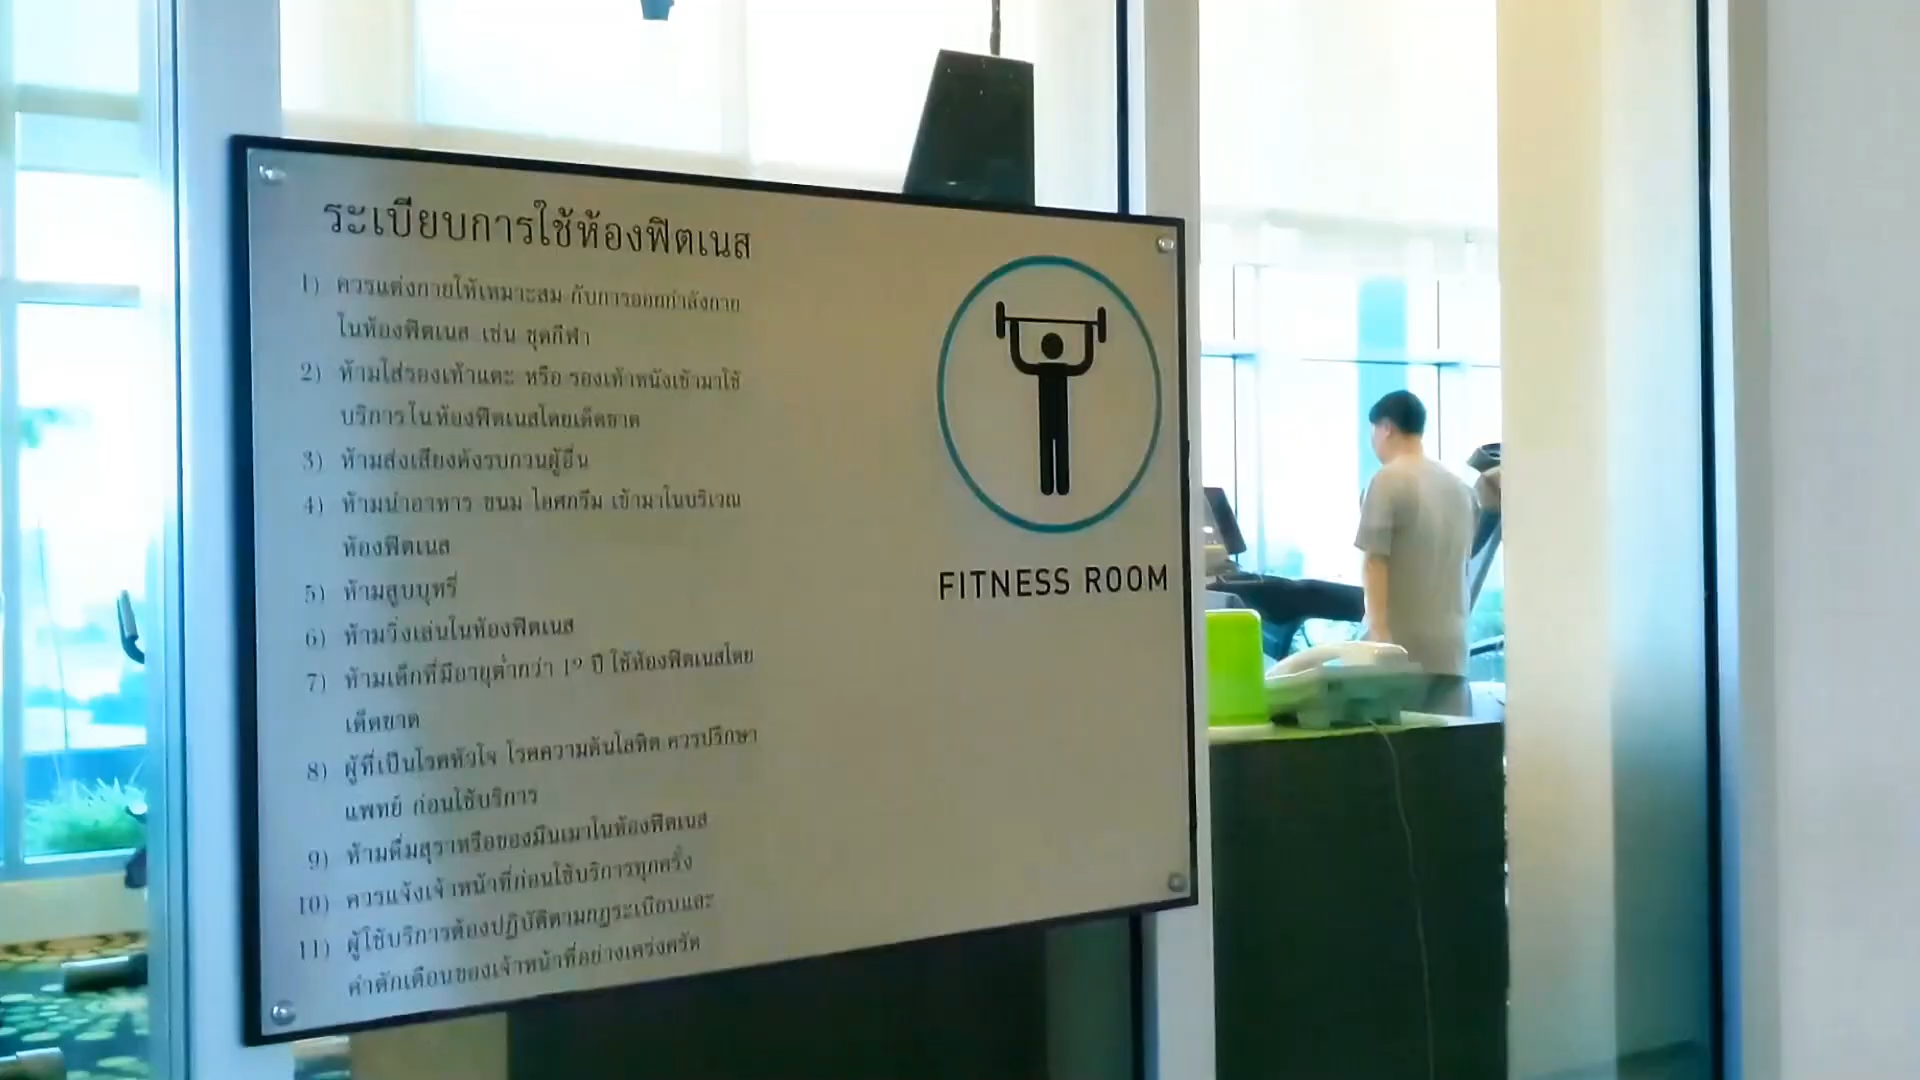 ระเบียบการใช้ห้องฟิตเนส
1) ควรแต่งกายให้เหมาะสม กับการออกกำลังกาย
ในห้องฟิตเนส เช่น ชุดกีฬา
2) ห้ามใส่รองเท้าแตะ หรือ รองเท้าหนังเข้ามาใช้
บริการในห้องฟิตเนสโดยเด็ดขาด
3) ห้ามส่งเสียงดังรบกวนผู้อื่น
4) ห้ามนำอาหาร ขนม ไอศกรีม เข้ามาในบริเวณ
ห้องฟิตเนส
5) ห้ามสูบบุหรี่
6) ห้ามวิ่งเล่นในห้องฟิตเนส
7) ห้ามเด็กที่มีอายุต่ำกว่า 12 ปี ใช้ห้องฟิตเนสโดย
เด็ดขาด
8) ผู้ที่เป็นโรคหัวใจ โรคความดันโลหิต ควรปรึกษา
แพทย์ ก่อนใช้บริการ
9) ห้ามดื่มสุราหรือของมึนเมาในห้องฟิตเนส
10) ควรแจ้งเจ้าหน้าที่ก่อนใช้บริการทุกครั้ง
11) ผู้ใช้บริการต้องปฏิบัติตามกฎระเบียบและ
คำตักเตือนของเจ้าหน้าที่อย่างเคร่งครัด
FITNESS ROOM